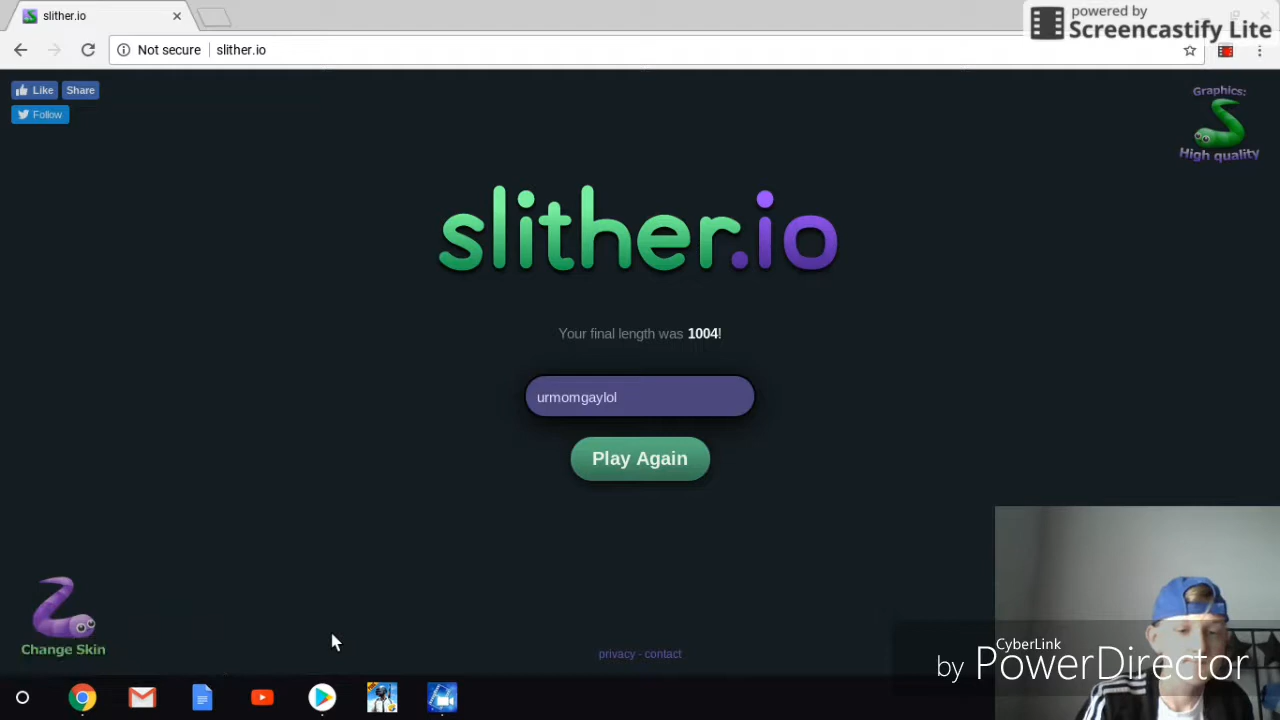 slither.io
powered by
Screencastify Lite
Not secure
slither.io
Like
Share
Follow
Graphics:
High quality
slither.io
Your final length was 1004!
urmomgaylol
Play Again
Change Skin
privacy - contact
CyberLink
by PowerDirector